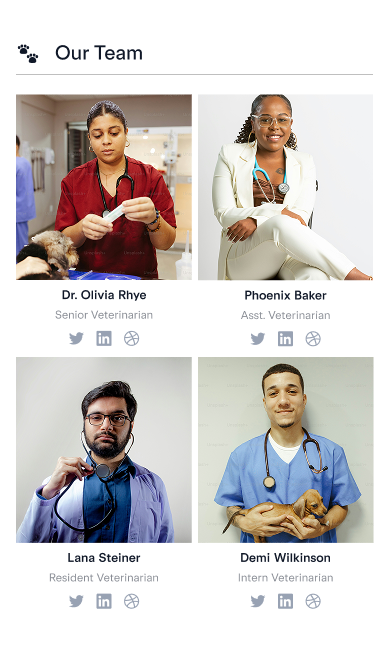 Our Team
Dr. Olivia Rhye
Senior Veterinarian
Phoenix Baker
Asst. Veterinarian
Lana Steiner
Resident Veterinarian
Demi Wilkinson
Intern Veterinarian